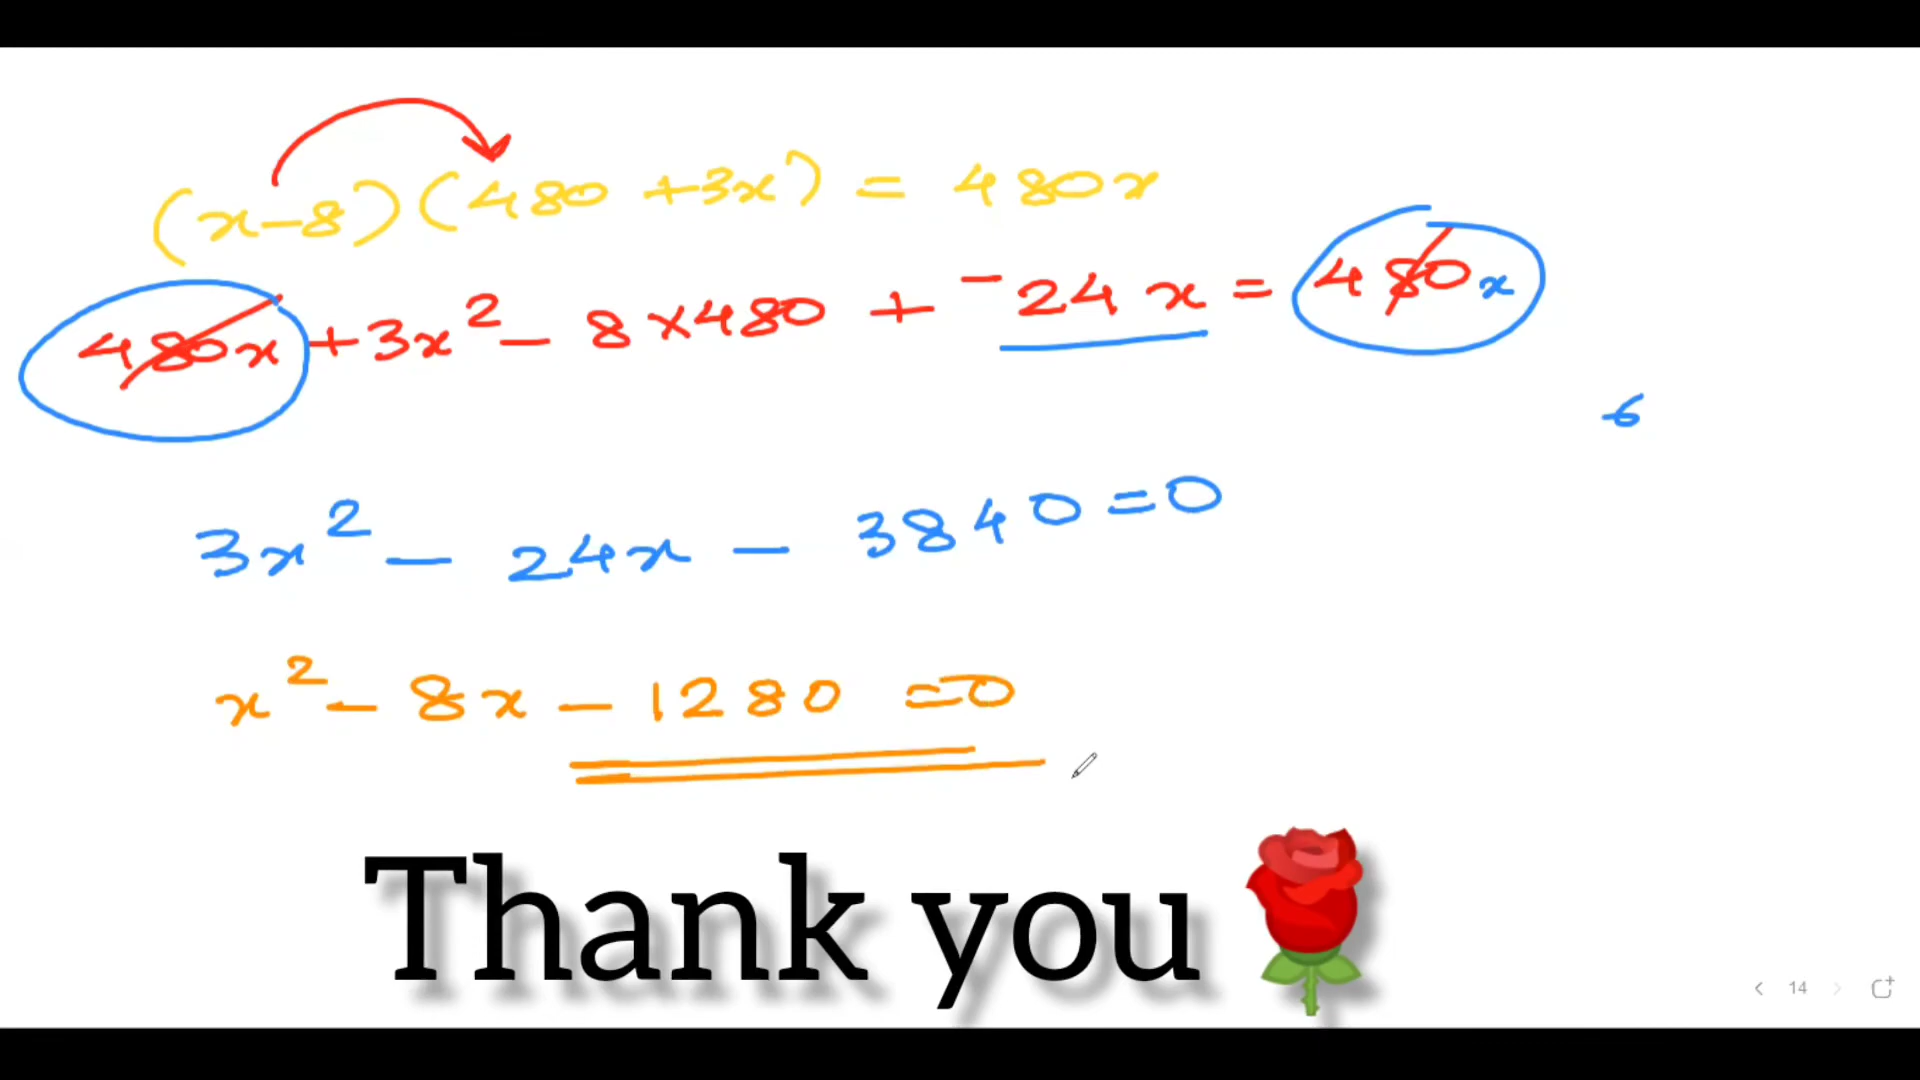 (x-8)(480 +3x) = 480x
480x +3x² - 8×480 + -24x = 480x
6
3x² - 24x - 3840 =0
x² - 8x - 1280 =0
Thank you🌹
< 14 >